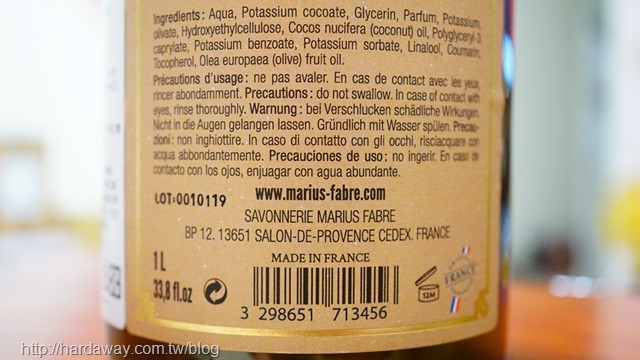 Ingredients: Aqua, Potassium cocoate, Glycerin, Parfum, Potassium
olivate, Hydroxyethylcellulose, Cocos nucifera (coconut) oil, Polyglyceryl-3
caprylate, Potassium benzoate, Potassium sorbate, Linalool, Coumarin,
Tocopherol, Olea europaea (olive) fruit oil.
Précautions d'usage: ne pas avaler. En cas de contact avec les yeux,
rincer abondamment. Precautions: do not swallow. In case of contact with
eyes, rinse thoroughly. Warnung: bei Verschlucken schädliche Wirkungen.
Nicht in die Augen gelangen lassen. Gründlich mit Wasser spülen. Precau-
zioni: non inghiottire. In caso di contatto con gli occhi, risciacquare con
acqua abbondantemente. Precauciones de uso: no ingerir. En caso de
contacto con los ojos, enjuagar con agua abundante.
LOT:0010119
www.marius-fabre.com
SAVONNERIE MARIUS FABRE
BP 12. 13651 SALON-DE-PROVENCE CEDEX. FRANCE
1 L
MADE IN FRANCE
33,8 fl.oz
12M
FRANCE
3 298651 713456
http://hardaway.com.tw/blog